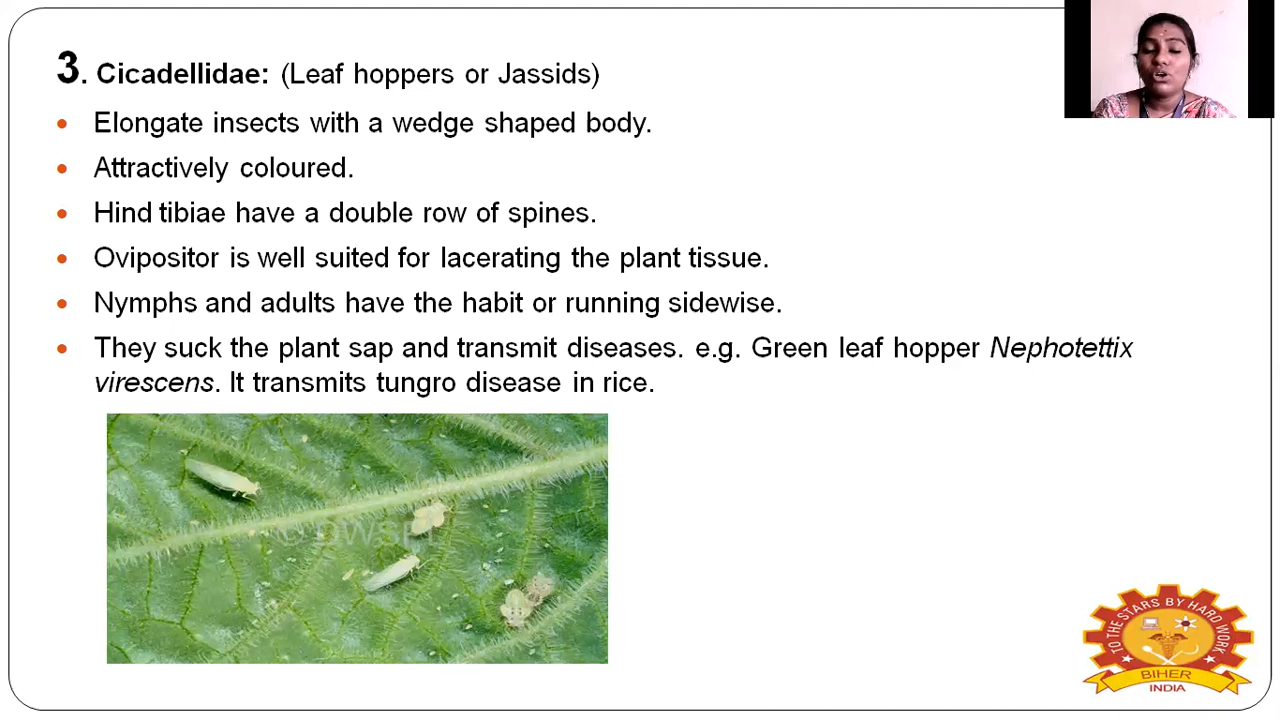 3. Cicadellidae: (Leaf hoppers or Jassids)
• Elongate insects with a wedge shaped body.
• Attractively coloured.
• Hind tibiae have a double row of spines.
• Ovipositor is well suited for lacerating the plant tissue.
• Nymphs and adults have the habit or running sidewise.
• They suck the plant sap and transmit diseases. e.g. Green leaf hopper Nephotettix
virescens. It transmits tungro disease in rice.
© DWSFL
TO THE STARS BY HARD WORK
BIHER
INDIA